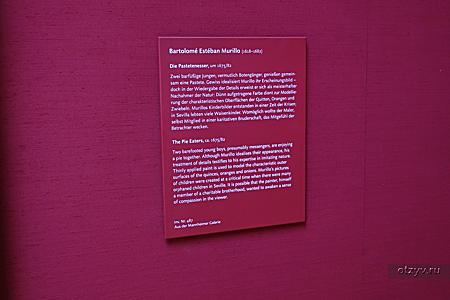 Bartolomé Estéban Murillo (1618–1682)
Die Pastetenesser, um 1675/82
Zwei barfüßige Jungen, vermutlich Botengänger, genießen gemein-
sam eine Pastete. Gewiss idealisiert Murillo ihr Erscheinungsbild –
doch in der Wiedergabe der Details erweist er sich als meisterhafter
Nachahmer der Natur: Dünn aufgetragene Farbe dient zur Modellie-
rung der charakteristischen Oberflächen der Quitten, Orangen und
Zwiebeln. Murillos Kinderbilder entstanden in einer Zeit der Krisen;
in Sevilla lebten viele Waisenkinder. Womöglich wollte der Maler,
selbst Mitglied in einer karitativen Bruderschaft, das Mitgefühl der
Betrachter wecken.
The Pie Eaters, ca. 1675/82
Two barefooted young boys, presumably messengers, are enjoying
a pie together. Although Murillo idealises their appearance, his
treatment of details testifies to his expertise in imitating nature.
Thinly applied paint is used to model the characteristic outer
surfaces of the quinces, oranges and onions. Murillo's pictures
of children were created at a critical time when there were many
orphaned children in Seville. It is possible that the painter, himself
a member of a charitable brotherhood, wanted to awaken a sense
of compassion in the viewer.
Inv. Nr. 487
Aus der Mannheimer Galerie
otzyv.ru